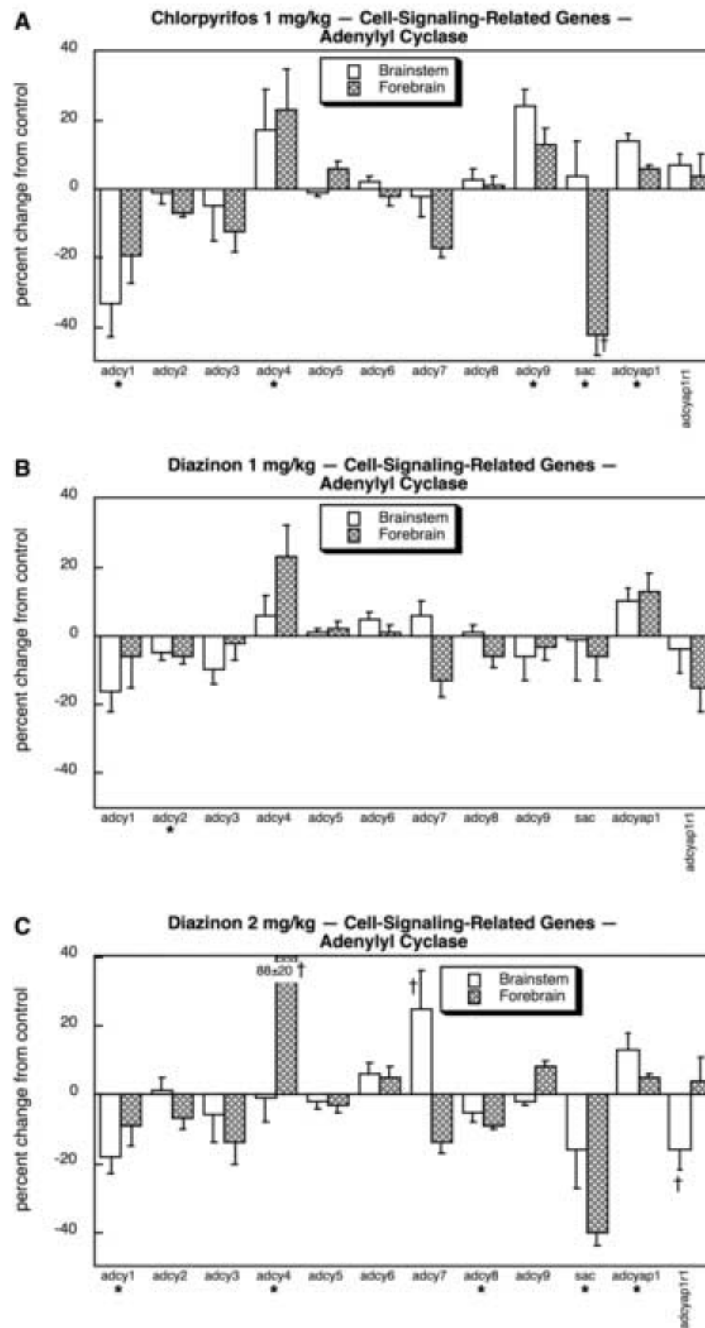 A
Chlorpyrifos 1 mg/kg — Cell-Signaling-Related Genes —
Adenylyl Cyclase
Brainstem
Forebrain
percent change from control
40
20
0
-20
-40
†
adcy1 adcy2 adcy3 adcy4 adcy5 adcy6 adcy7 adcy8 adcy9 sac adcyap1 adcyap1r1
* * * * *
B
Diazinon 1 mg/kg — Cell-Signaling-Related Genes —
Adenylyl Cyclase
Brainstem
Forebrain
percent change from control
40
20
0
-20
-40
adcy1 adcy2 adcy3 adcy4 adcy5 adcy6 adcy7 adcy8 adcy9 sac adcyap1 adcyap1r1
*
C
Diazinon 2 mg/kg — Cell-Signaling-Related Genes —
Adenylyl Cyclase
88±20 †
Brainstem
Forebrain
†
percent change from control
40
20
0
-20
-40
†
adcy1 adcy2 adcy3 adcy4 adcy5 adcy6 adcy7 adcy8 adcy9 sac adcyap1 adcyap1r1
* * * * *